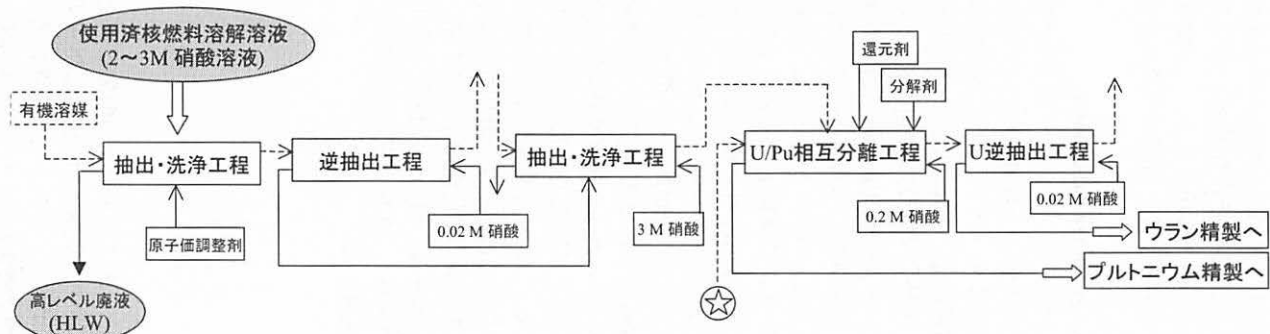 使用済核燃料溶解溶液
(2～3M 硝酸溶液)
有機溶媒
抽出・洗浄工程
原子価調整剤
高レベル廃液
(HLW)
逆抽出工程
0.02 M 硝酸
抽出・洗浄工程
3 M 硝酸
還元剤
分解剤
U/Pu相互分離工程
0.2 M 硝酸
U逆抽出工程
0.02 M 硝酸
ウラン精製へ
プルトニウム精製へ